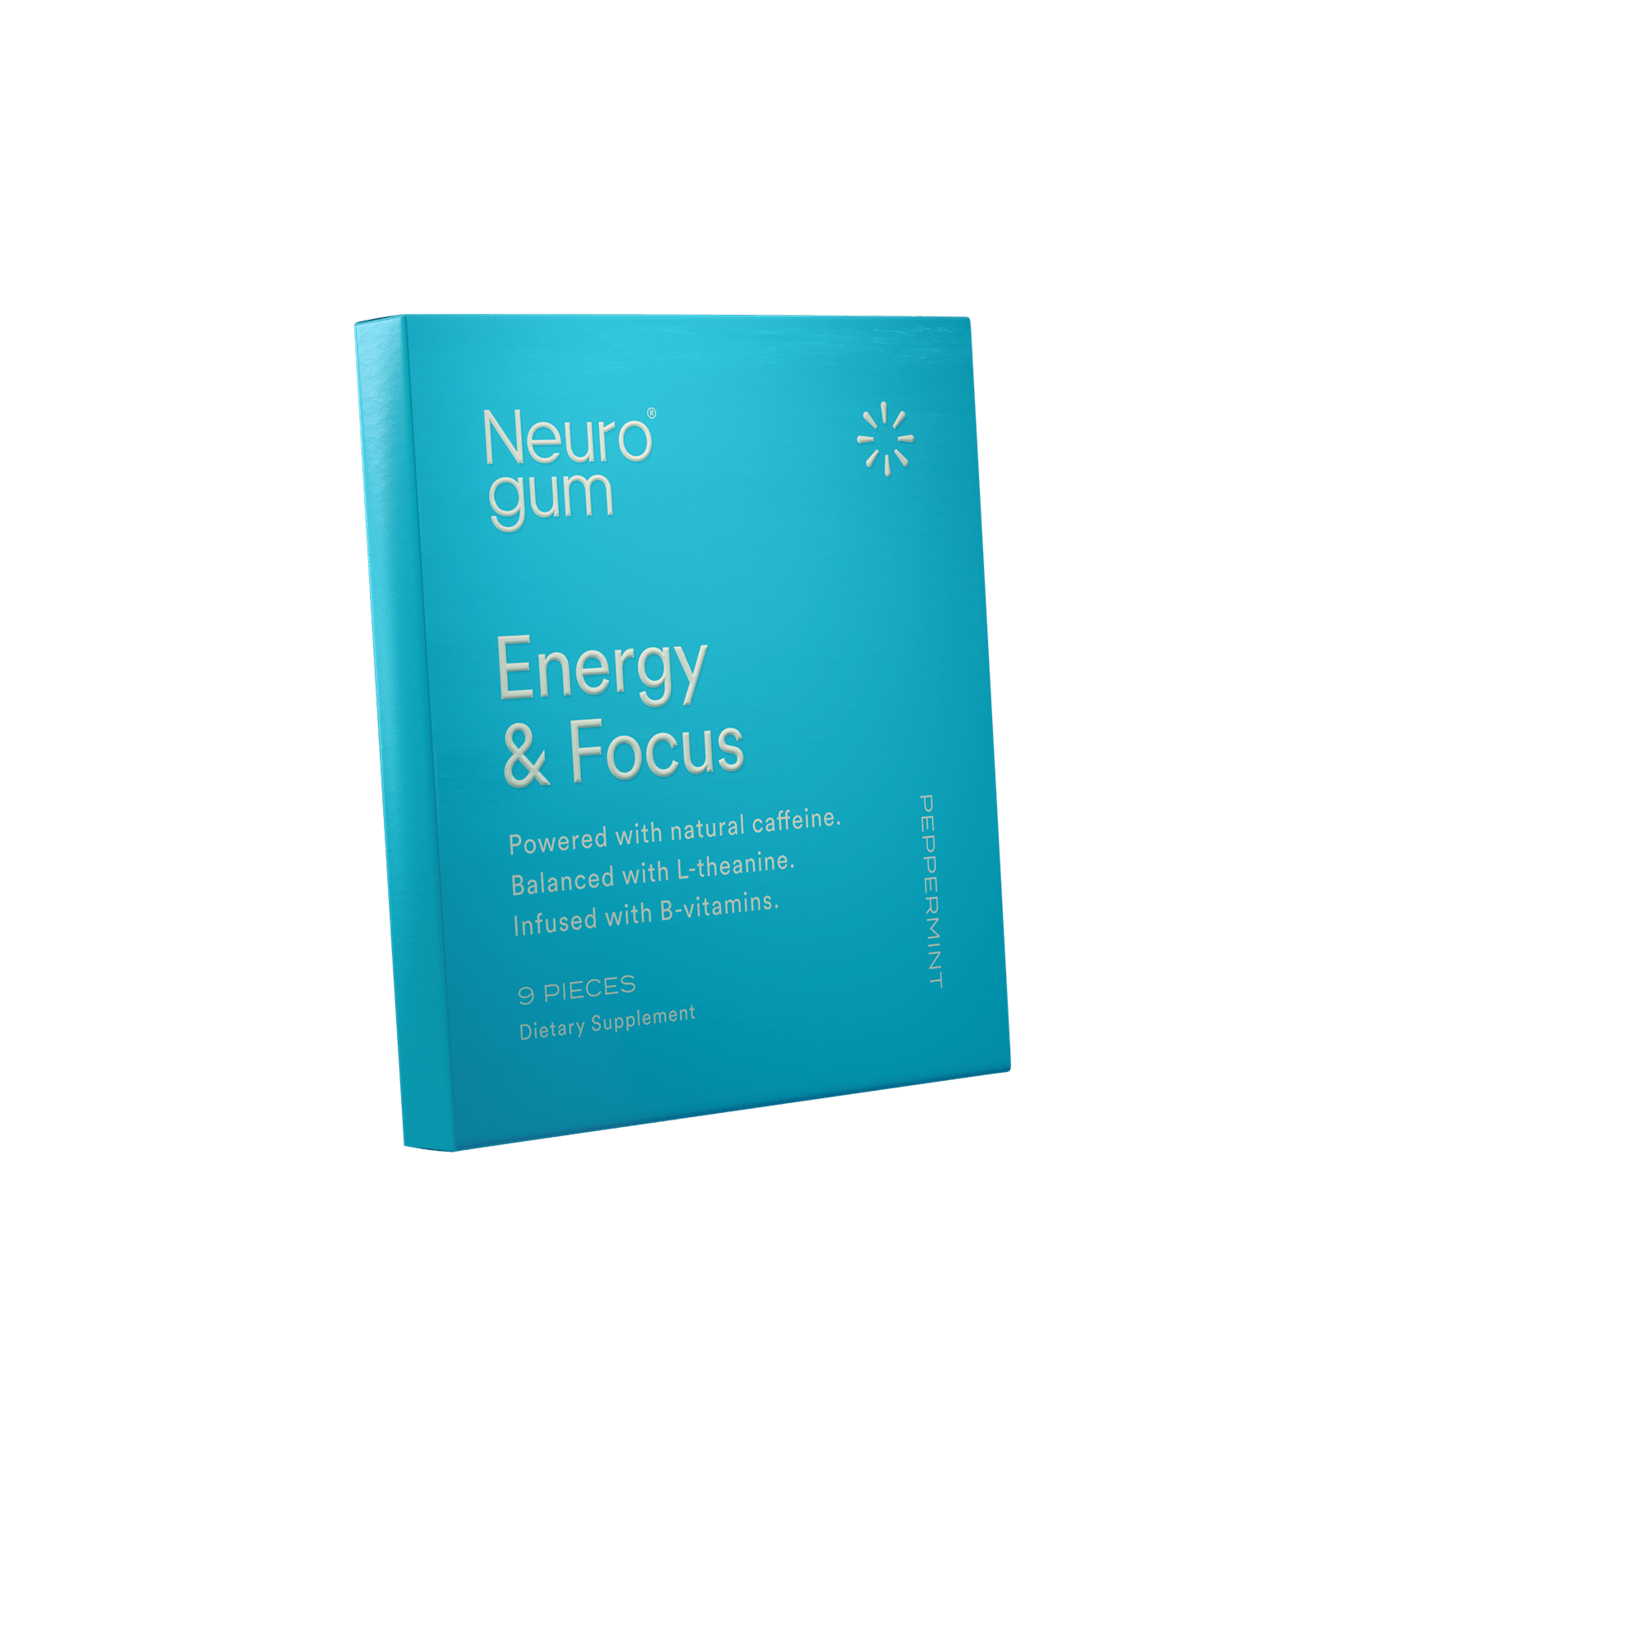 Neuro®
gum
Energy
& Focus
Powered with natural caffeine.
Balanced with L-theanine.
Infused with B-vitamins.
9 PIECES
Dietary Supplement
PEPPERMINT